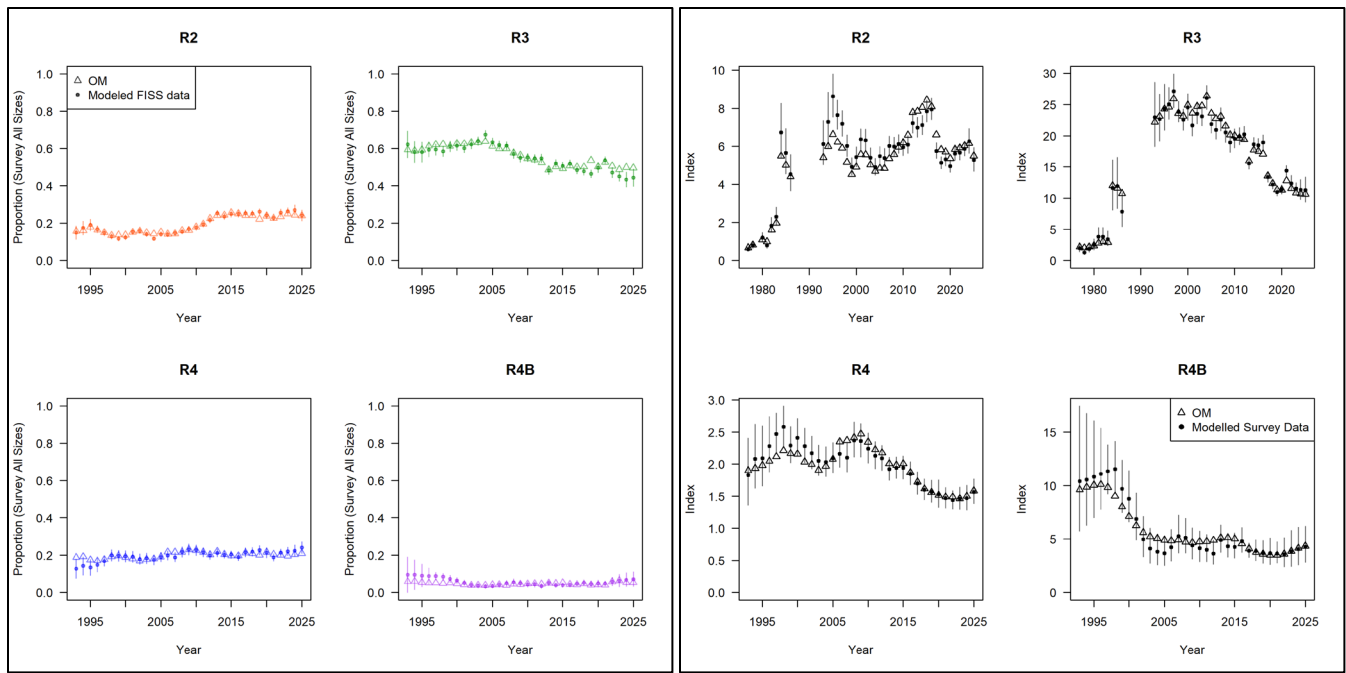 R2
R3
Proportion (Survey All Sizes)
1.0
0.8
0.6
0.4
0.2
0.0
OM
Modeled FISS data
1995
2005
2015
2025
Year
Proportion (Survey All Sizes)
1.0
0.8
0.6
0.4
0.2
0.0
1995
2005
2015
2025
Year
R4
R4B
Proportion (Survey All Sizes)
1.0
0.8
0.6
0.4
0.2
0.0
1995
2005
2015
2025
Year
Proportion (Survey All Sizes)
1.0
0.8
0.6
0.4
0.2
0.0
1995
2005
2015
2025
Year
R2
R3
Index
10
8
6
4
2
0
1980
1990
2000
2010
2020
Year
Index
30
25
20
15
10
5
0
1980
1990
2000
2010
2020
Year
R4
R4B
Index
3.0
2.5
2.0
1.5
1.0
0.5
0.0
1995
2005
2015
2025
Year
Index
15
10
5
0
OM
Modelled Survey Data
1995
2005
2015
2025
Year